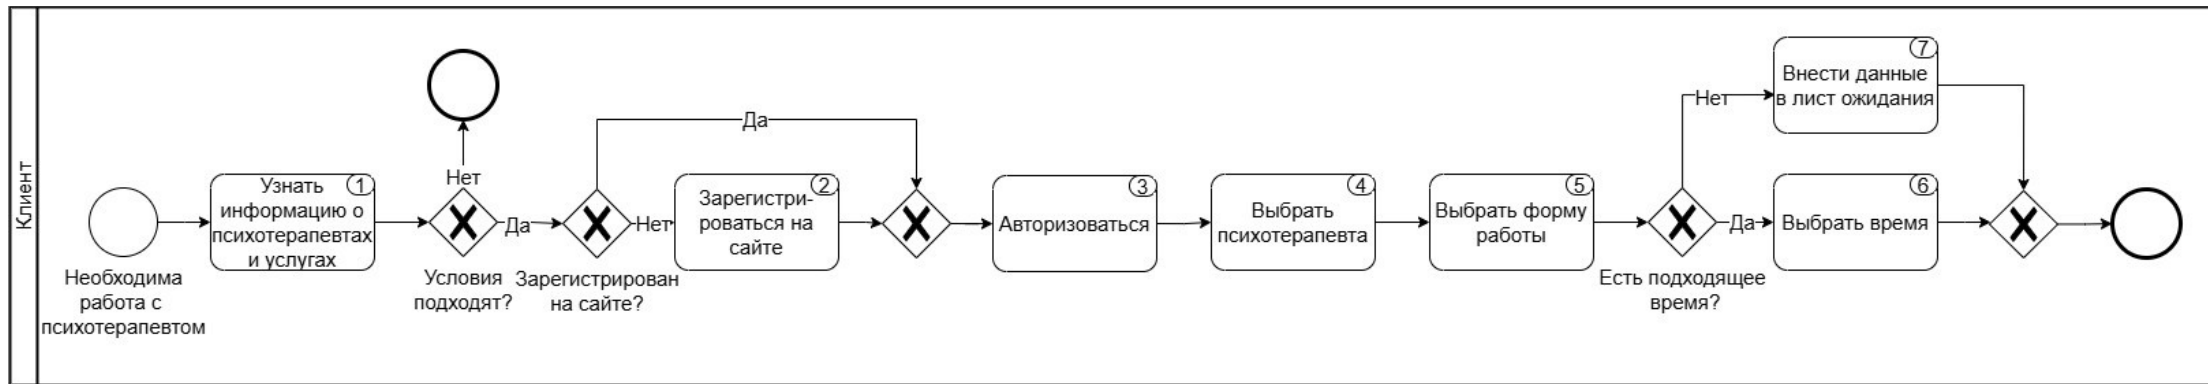 Клиент
Необходима
работа с
психотерапевтом
1
Узнать
информацию о
психотерапевтах
и услугах
Нет
Условия
подходят?
Да
Зарегистрирован
на сайте?
Да
Нет
2
Зарегистри-
роваться на
сайте
3
Авторизоваться
4
Выбрать
психотерапевта
5
Выбрать форму
работы
Есть подходящее
время?
Нет
7
Внести данные
в лист ожидания
Да
6
Выбрать время